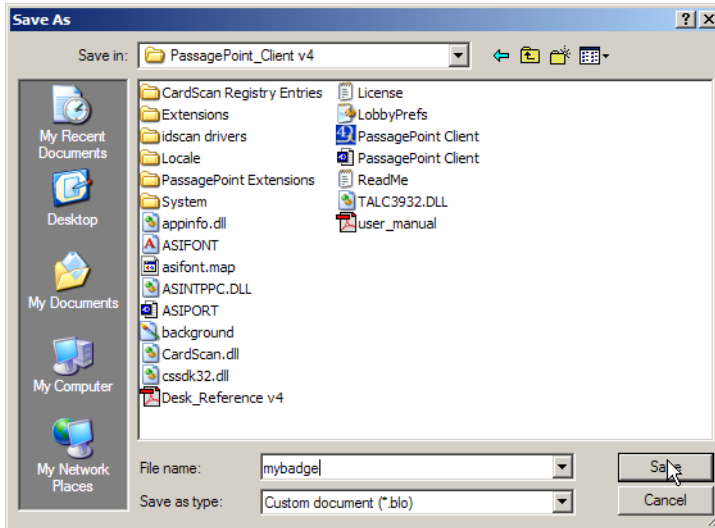 Save As
Save in:
PassagePoint_Client v4
My Recent
Documents
Desktop
My Documents
My Computer
My Network
Places
CardScan Registry Entries
Extensions
idscan drivers
Locale
PassagePoint Extensions
System
appinfo.dll
ASIFONT
asifont.map
ASINTPPC.DLL
ASIPORT
background
CardScan.dll
cssdk32.dll
Desk_Reference v4
License
LobbyPrefs
PassagePoint Client
PassagePoint Client
ReadMe
TALC3932.DLL
user_manual
File name:
mybadge
Save
Save as type:
Custom document (*.blo)
Cancel